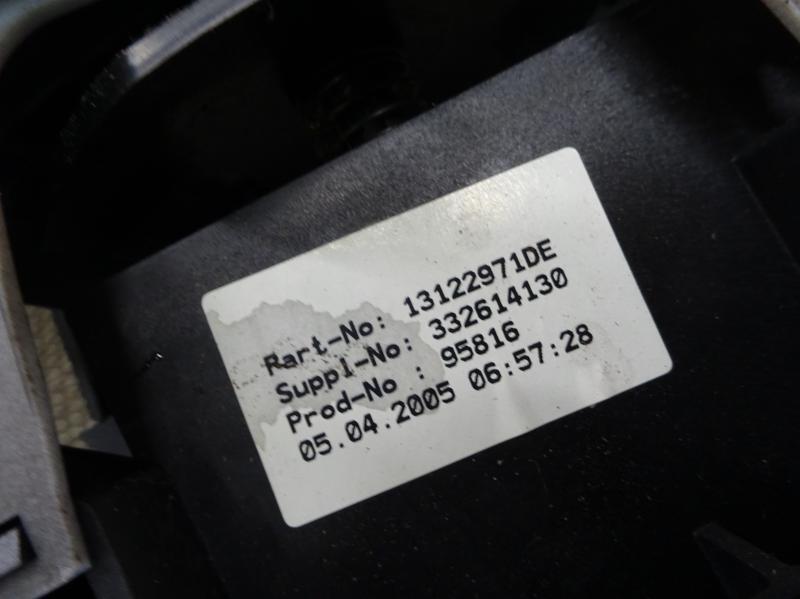 Part-No: 13122971DE
Suppl-No: 332614130
Prod-No : 95816
05.04.2005 06:57:28